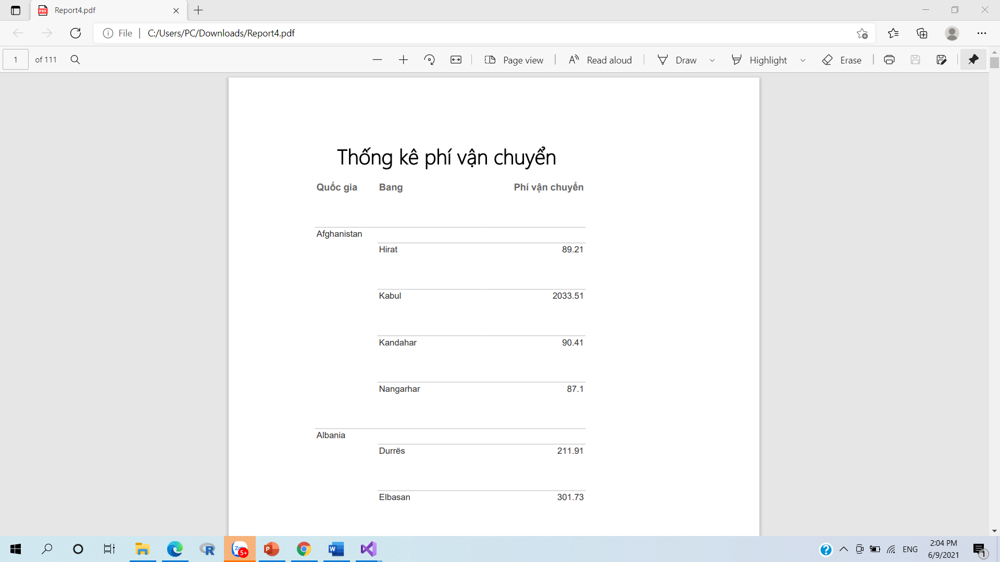 Report4.pdf
File
C:/Users/PC/Downloads/Report4.pdf
1 of 111
Page view
Read aloud
Draw
Highlight
Erase
Thống kê phí vận chuyển
Quốc gia Bang Phí vận chuyển
Afghanistan
Hirat 89.21
Kabul 2033.51
Kandahar 90.41
Nangarhar 87.1
Albania
Durrës 211.91
Elbasan 301.73
5+
ENG
2:04 PM
6/9/2021
1